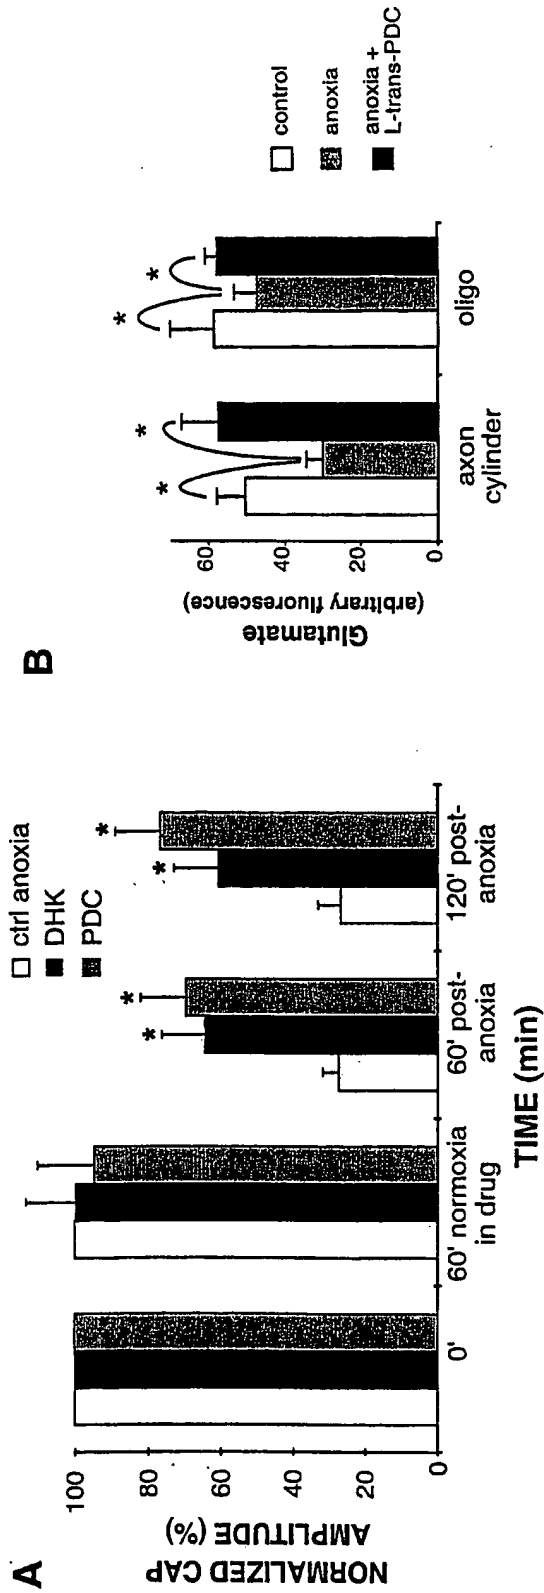 A
NORMALIZED CAP
AMPLITUDE (%)
100
80
60
40
20
0
ctrl anoxia
DHK
PDC
*
*
*
*
0'
60' normoxia
in drug
60' post-
anoxia
120' post-
anoxia
TIME (min)
B
Glutamate
(arbitrary fluorescence)
60
40
20
0
*
*
*
*
axon
cylinder
oligo
control
anoxia
anoxia +
L-trans-PDC